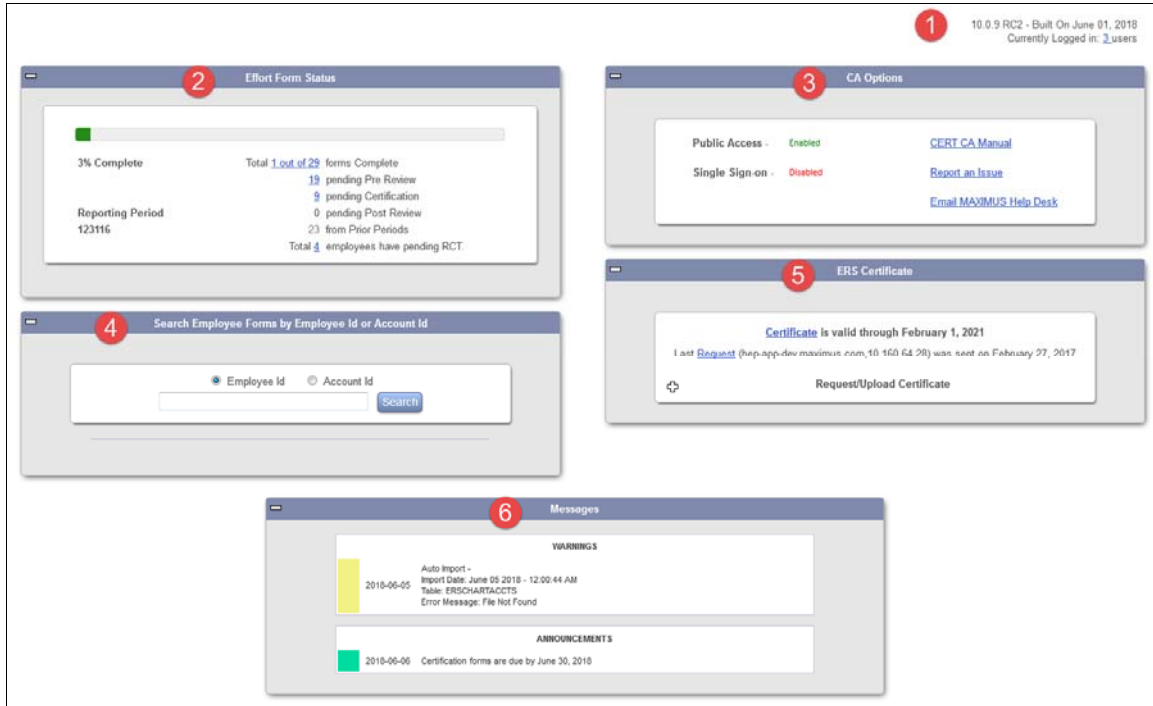 1
10.0.9 RC2 - Built On June 01, 2018
Currently Logged in: 3 users
2
Effort Form Status
3% Complete
Total 1 out of 29 forms Complete
19 pending Pre Review
9 pending Certification
Reporting Period
0 pending Post Review
123116
23 from Prior Periods
Total 4 employees have pending RCT.
3
CA Options
Public Access - Enabled
CERT CA Manual
Single Sign-on - Disabled
Report an Issue
Email MAXIMUS Help Desk
4
Search Employee Forms by Employee Id or Account Id
Employee Id
Account Id
Search
5
ERS Certificate
Certificate is valid through February 1, 2021
Last Request (hep-app-dev.maximus.com,10.160.64.28) was sent on February 27, 2017
Request/Upload Certificate
6
Messages
WARNINGS
2018-06-05
Auto Import -
Import Date: June 05 2018 - 12:00:44 AM
Table: ERSCHARTACCTS
Error Message: File Not Found
ANNOUNCEMENTS
2018-06-06 Certification forms are due by June 30, 2018